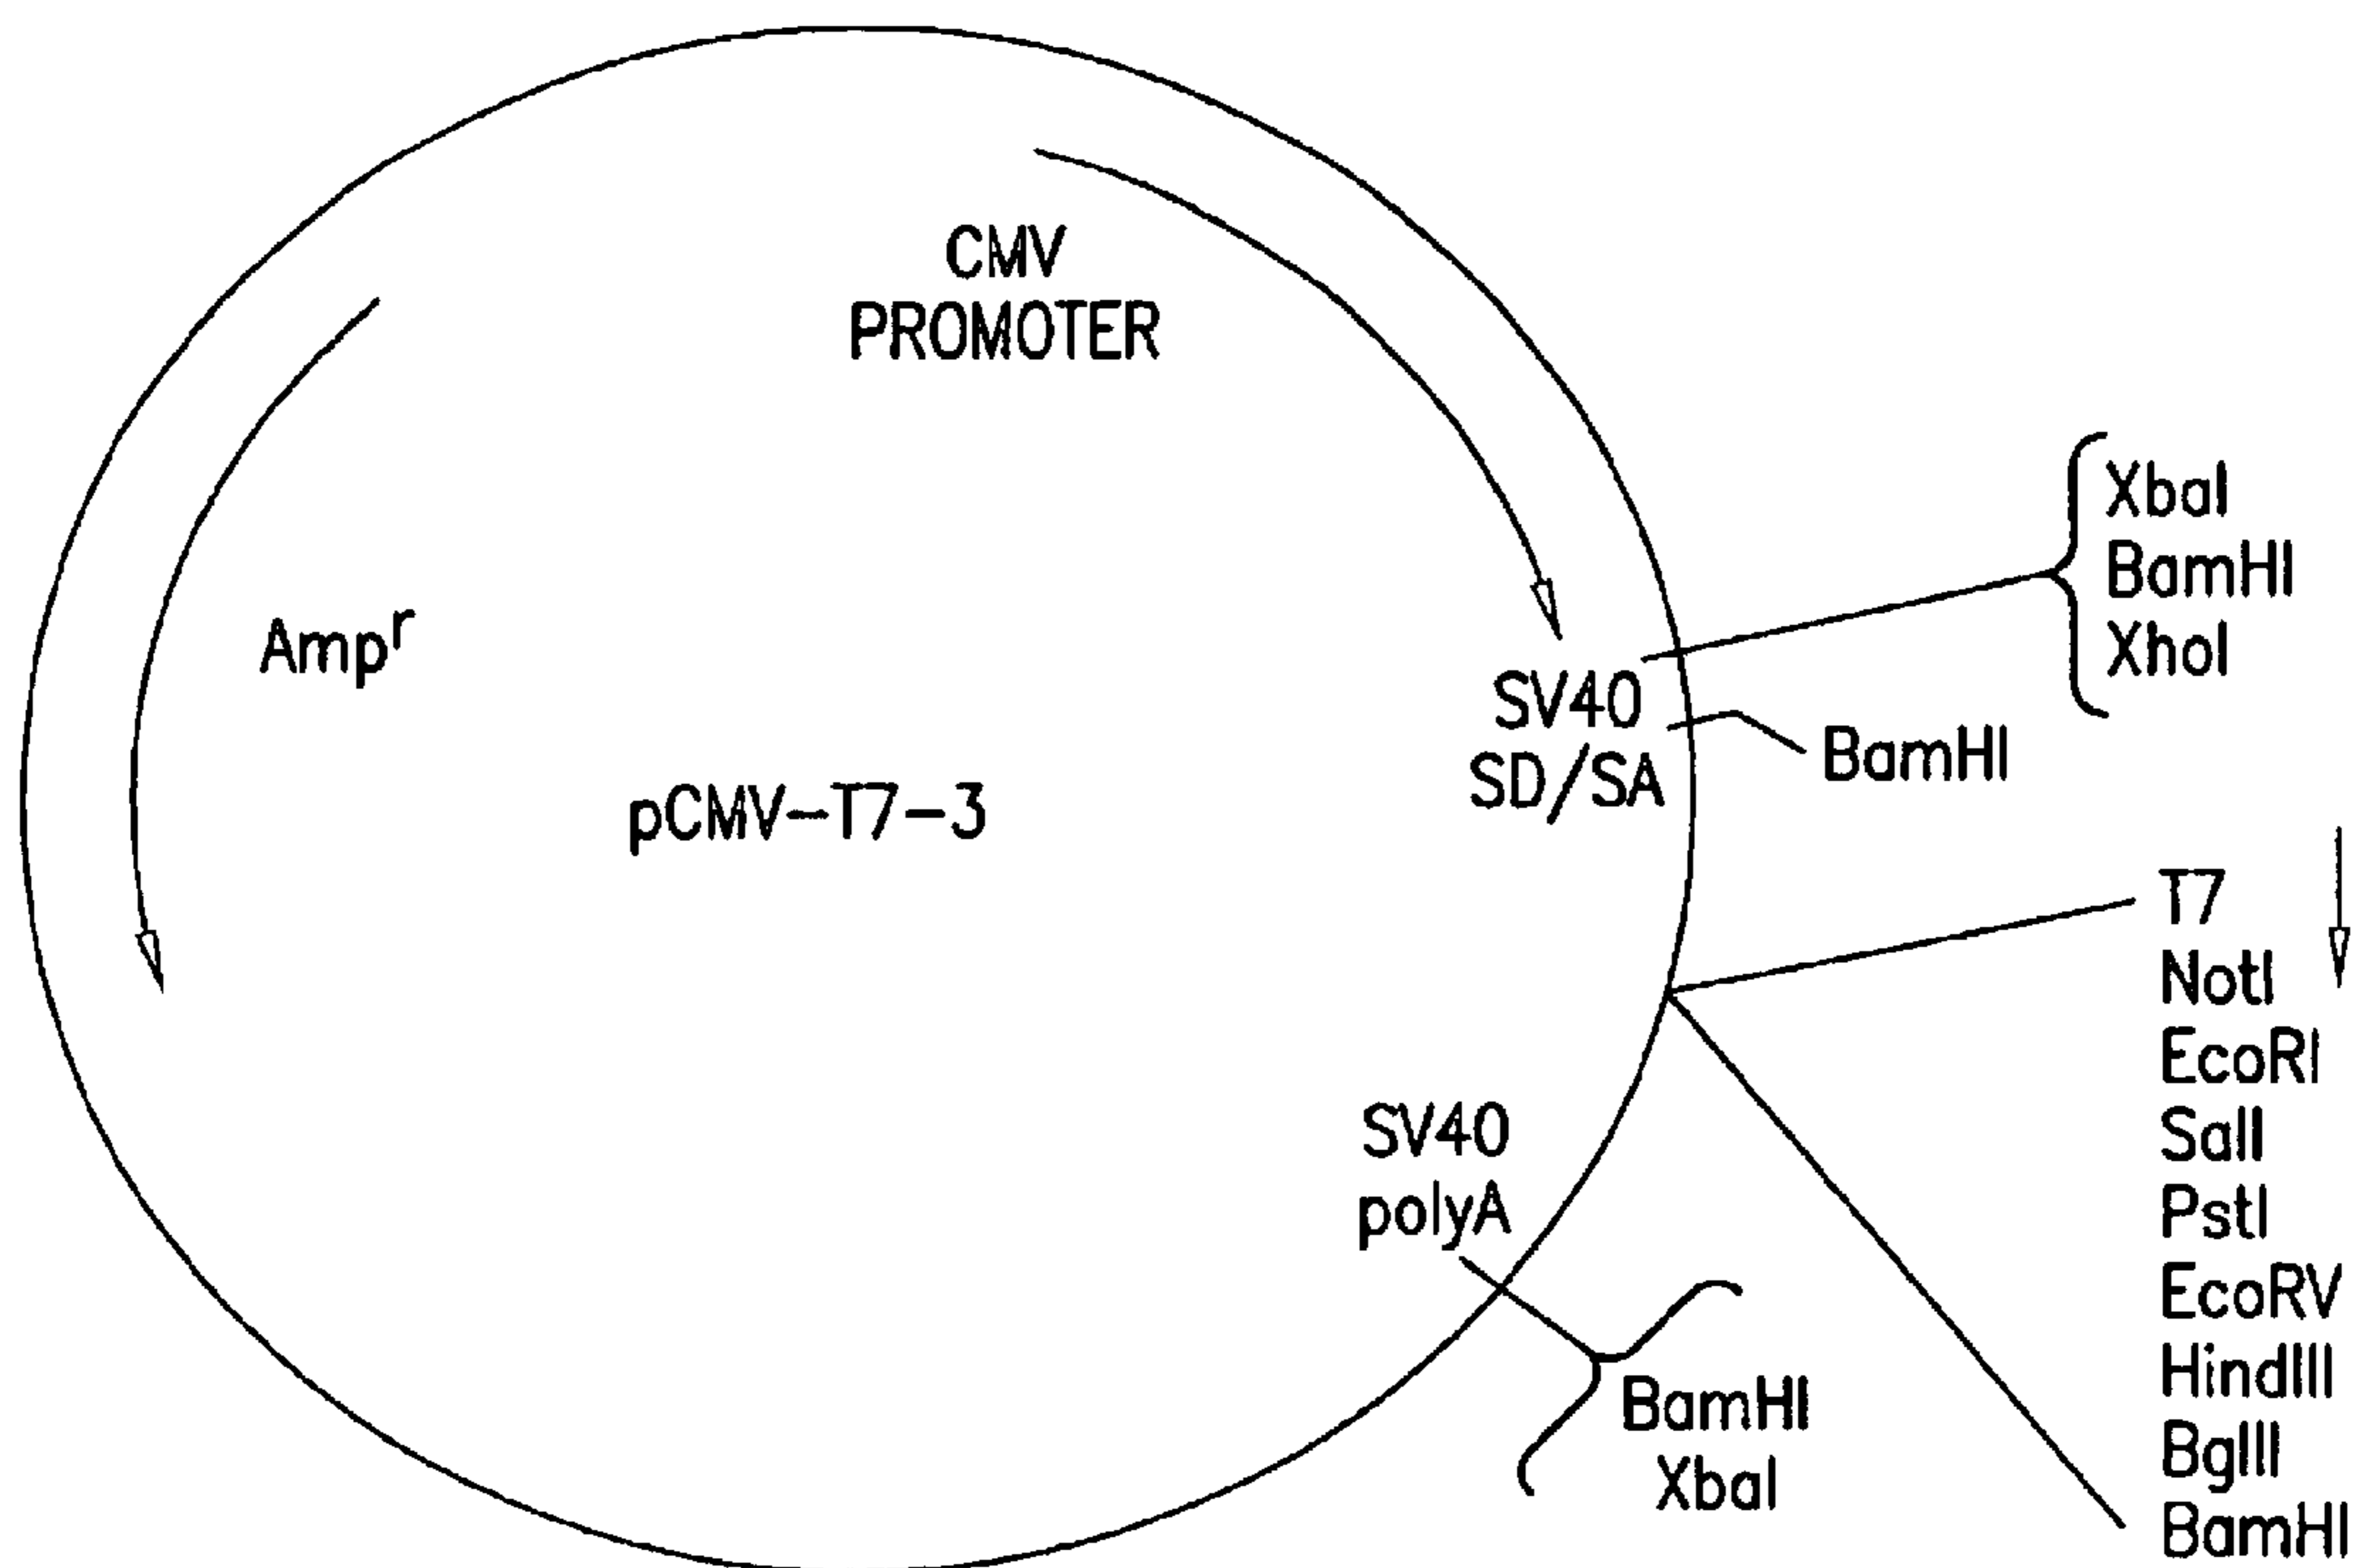 CMV
PROMOTER
Ampr
pCMV-T7-3
SV40
SD/SA
XbaI
BamHI
XhoI
BamHI
T7
NotI
EcoRI
SalI
PstI
EcoRV
HindIII
BglII
BamHI
SV40
polyA
BamHI
XbaI